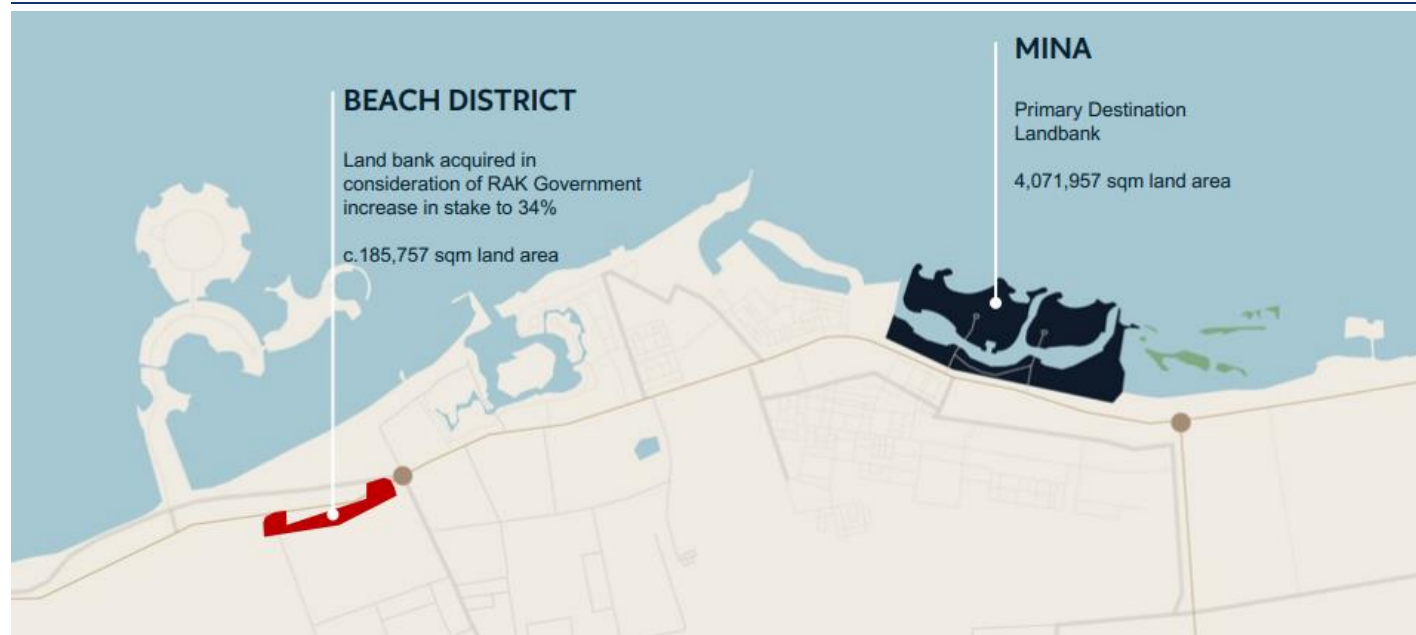 BEACH DISTRICT
Land bank acquired in
consideration of RAK Government
increase in stake to 34%
c.185,757 sqm land area
MINA
Primary Destination
Landbank
4,071,957 sqm land area